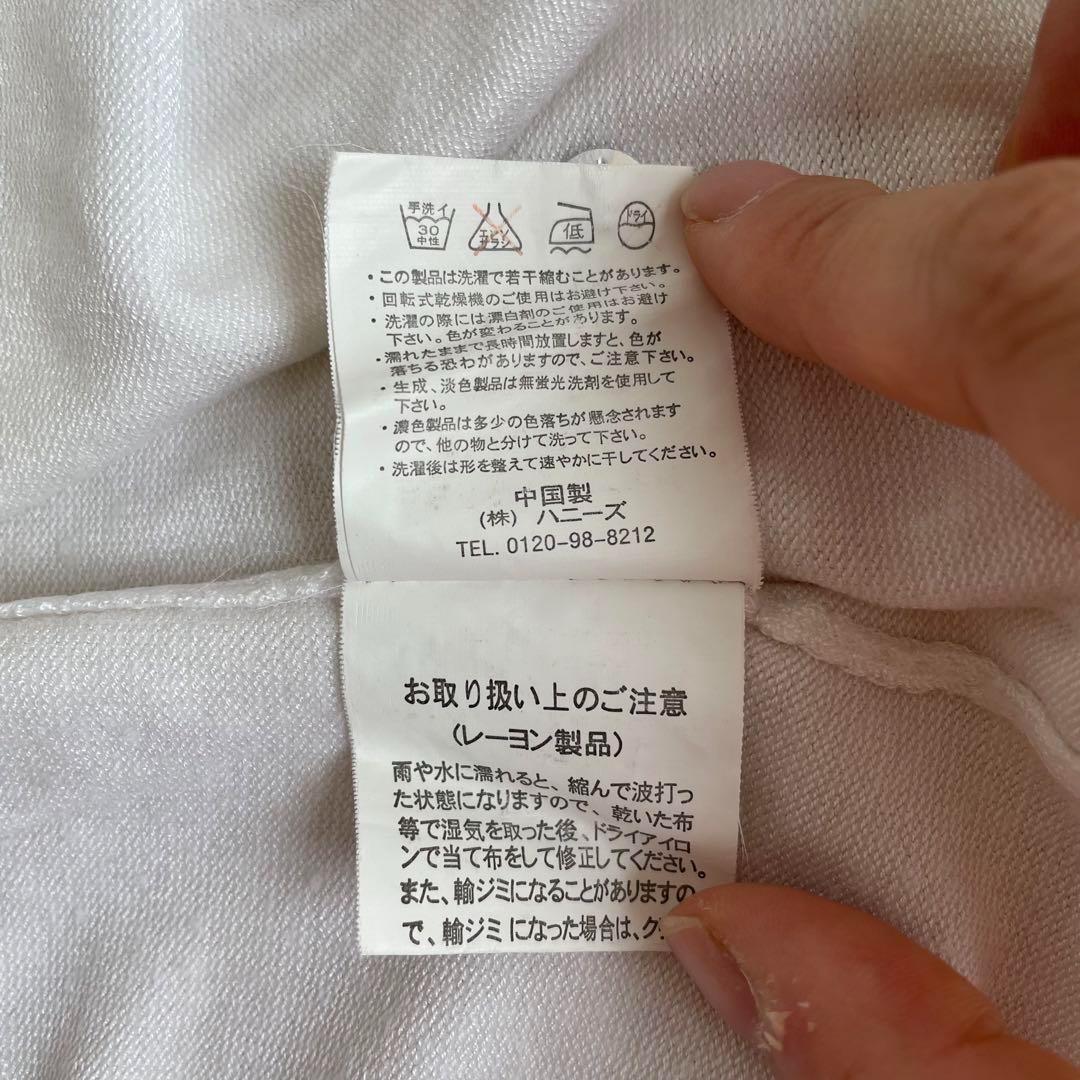 手洗イ
30
中性
エンソ
サラシ
低
ドライ
・この製品は洗濯で若干縮むことがあります。
・回転式乾燥機のご使用はお避け下さい。
・洗濯の際には漂白剤のご使用はお避け
下さい。色が変わることがあります。
・濡れたままで長時間放置しますと、色が
落ちる恐わがありますので、ご注意下さい。
・生成、淡色製品は無蛍光洗剤を使用して
下さい。
・濃色製品は多少の色落ちが懸念されます
ので、他の物と分けて洗って下さい。
・洗濯後は形を整えて速やかに干してください。
中国製
(株) ハニーズ
TEL. 0120-98-8212
お取り扱い上のご注意
(レーヨン製品)
雨や水に濡れると、縮んで波打っ
た状態になりますので、乾いた布
等で湿気を取った後、ドライアイロ
ンで当て布をして修正してください。
また、輸ジミになることがありますの
で、輸ジミになった場合は、ク